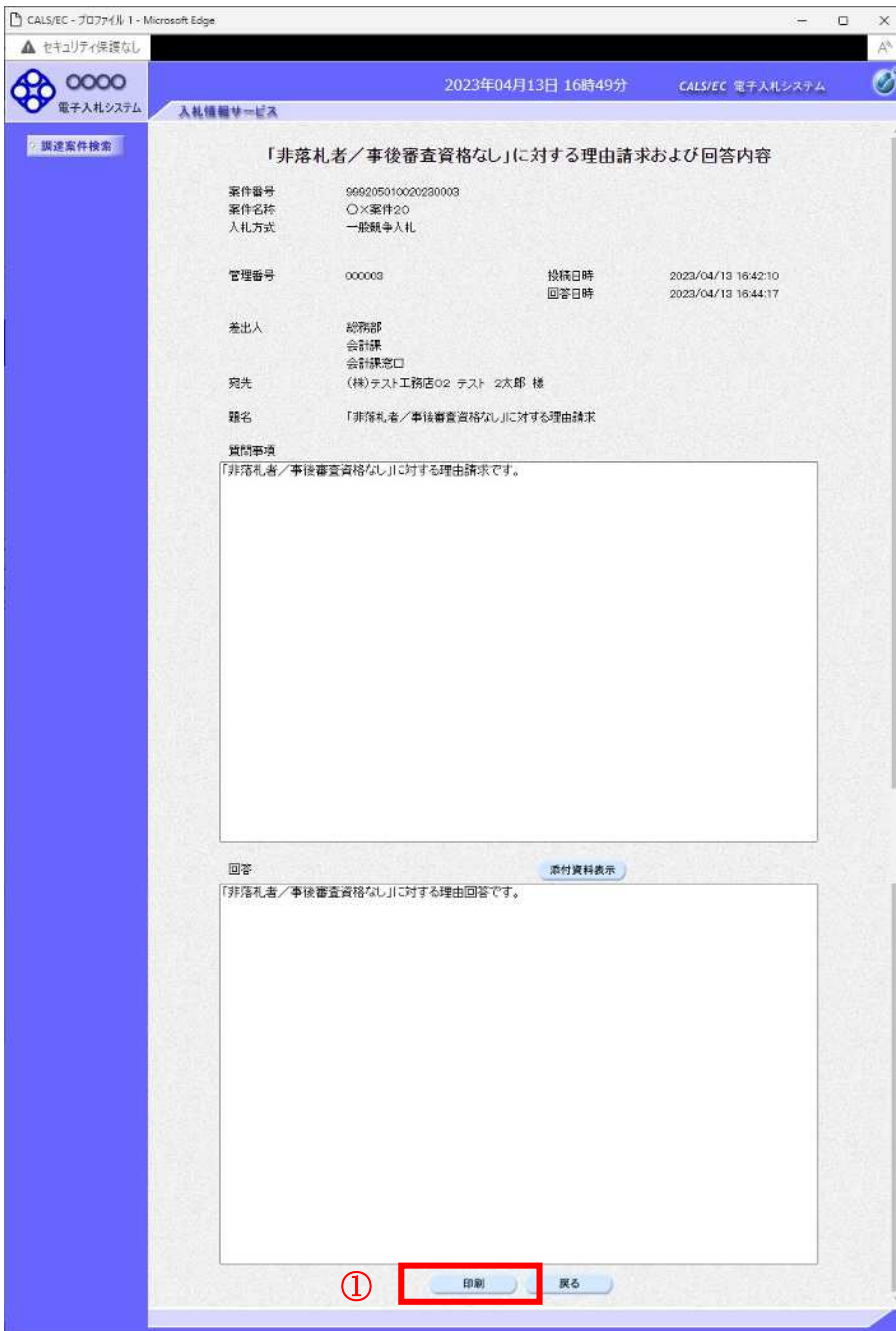 CALS/EC - プロファイル 1 - Microsoft Edge
セキュリティ保護なし
OOOO
電子入札システム
2023年04月13日 16時49分
CALS/EC 電子入札システム
入札情報サービス
調達案件検索
「非落札者／事後審査資格なし」に対する理由請求および回答内容
案件番号 999205010020230003
案件名称 〇×案件20
入札方式 一般競争入札
管理番号 000003 投稿日時 2023/04/13 16:42:10
回答日時 2023/04/13 16:44:17
差出人 総務部
会計課
会計課窓口
宛先 (株)テスト工務店02 テスト 2太郎 様
題名 「非落札者／事後審査資格なし」に対する理由請求
質問事項
「非落札者／事後審査資格なし」に対する理由請求です。
回答 添付資料表示
「非落札者／事後審査資格なし」に対する理由回答です。
① 印刷 戻る